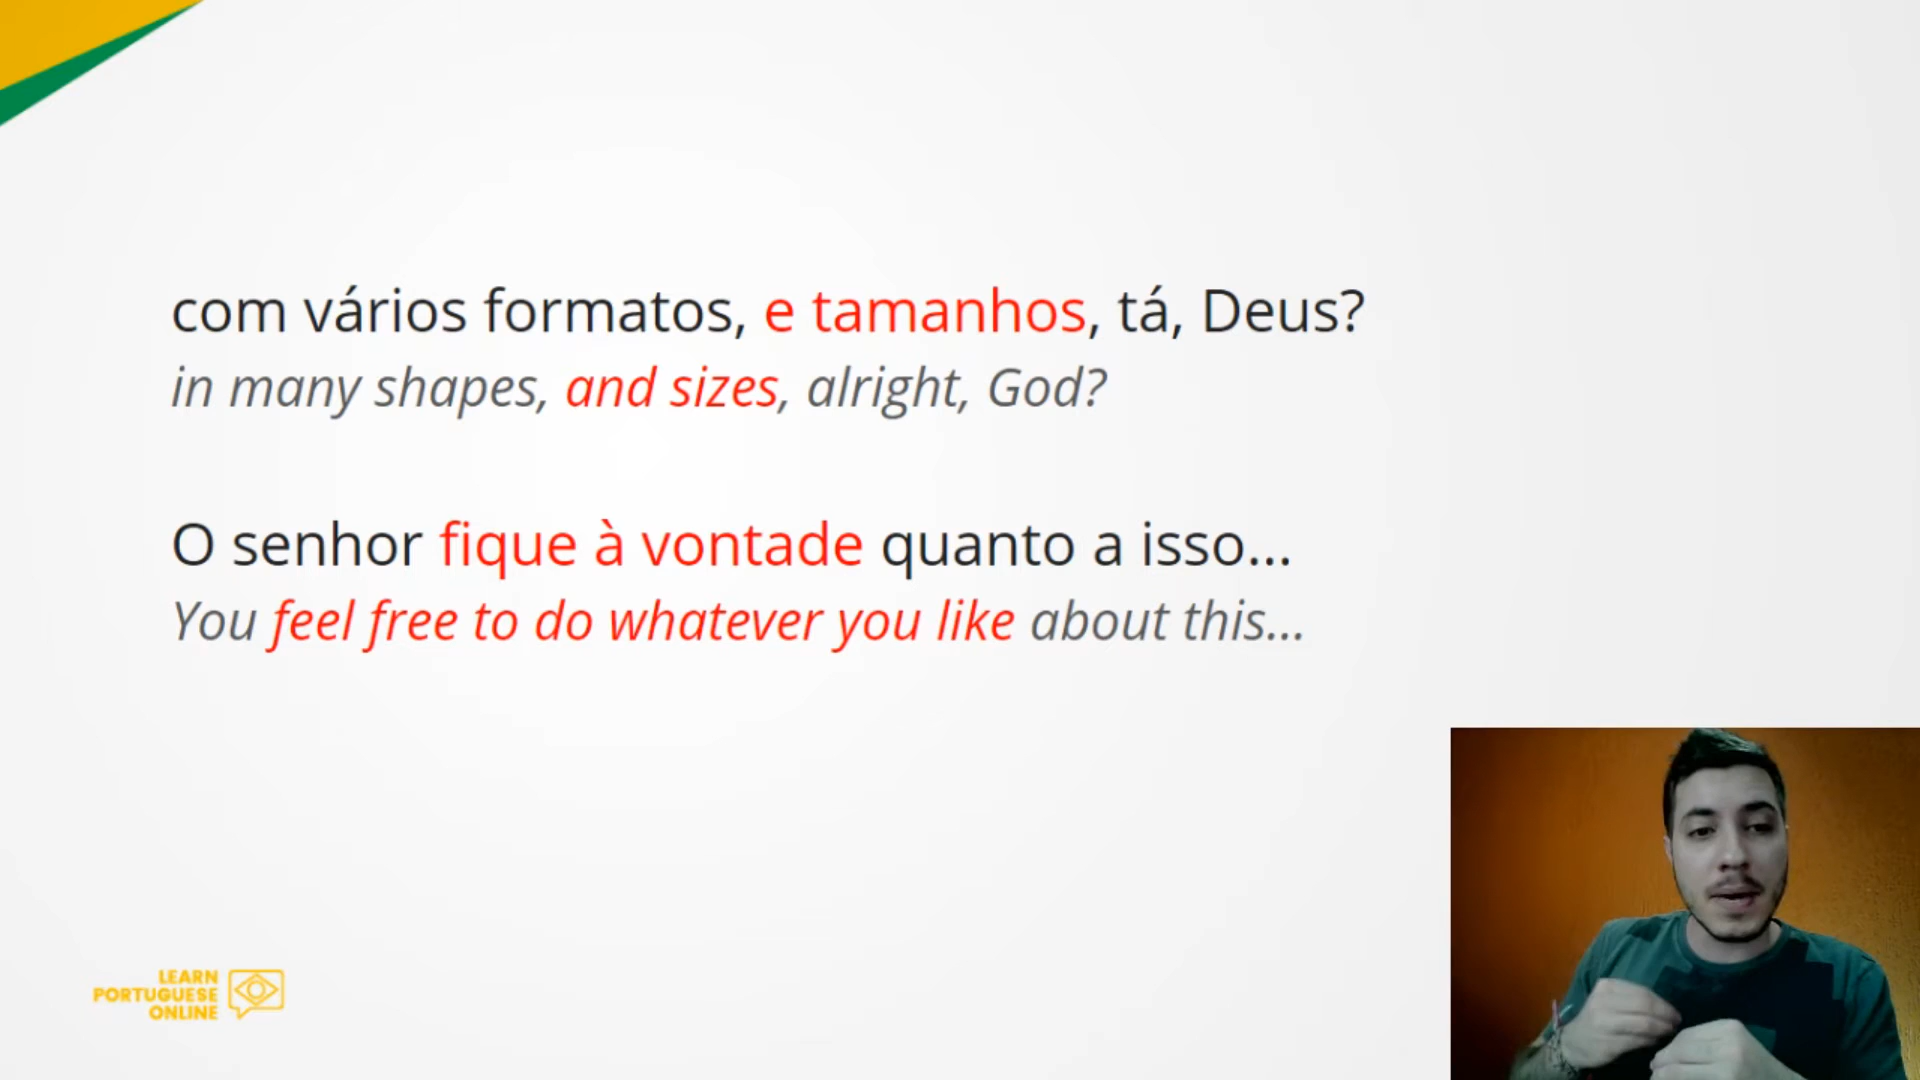 com vários formatos, e tamanhos, tá, Deus?
in many shapes, and sizes, alright, God?
O senhor fique à vontade quanto a isso...
You feel free to do whatever you like about this...
LEARN
PORTUGUESE
ONLINE